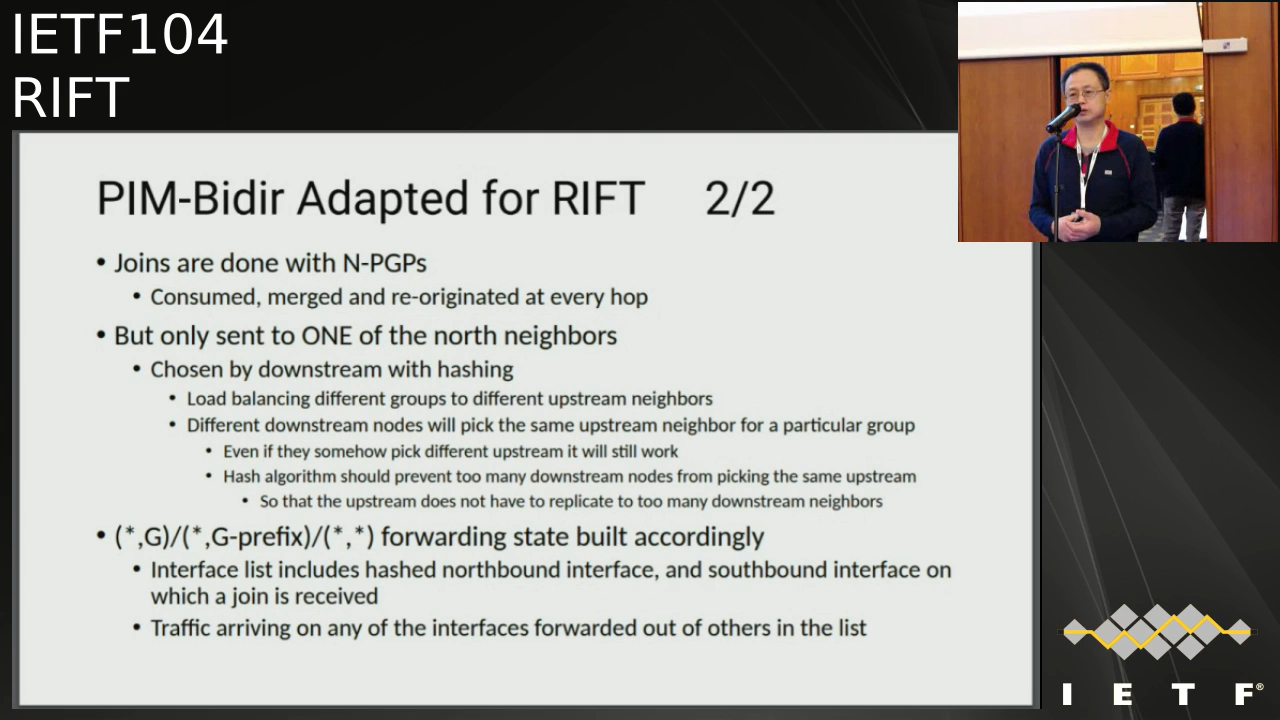 IETF104
RIFT
PIM-Bidir Adapted for RIFT 2/2
• Joins are done with N-PGPs
• Consumed, merged and re-originated at every hop
• But only sent to ONE of the north neighbors
• Chosen by downstream with hashing
• Load balancing different groups to different upstream neighbors
• Different downstream nodes will pick the same upstream neighbor for a particular group
• Even if they somehow pick different upstream it will still work
• Hash algorithm should prevent too many downstream nodes from picking the same upstream
• So that the upstream does not have to replicate to too many downstream neighbors
• (*,G)/(*,G-prefix)/(*,*) forwarding state built accordingly
• Interface list includes hashed northbound interface, and southbound interface on
which a join is received
• Traffic arriving on any of the interfaces forwarded out of others in the list
I E T F®